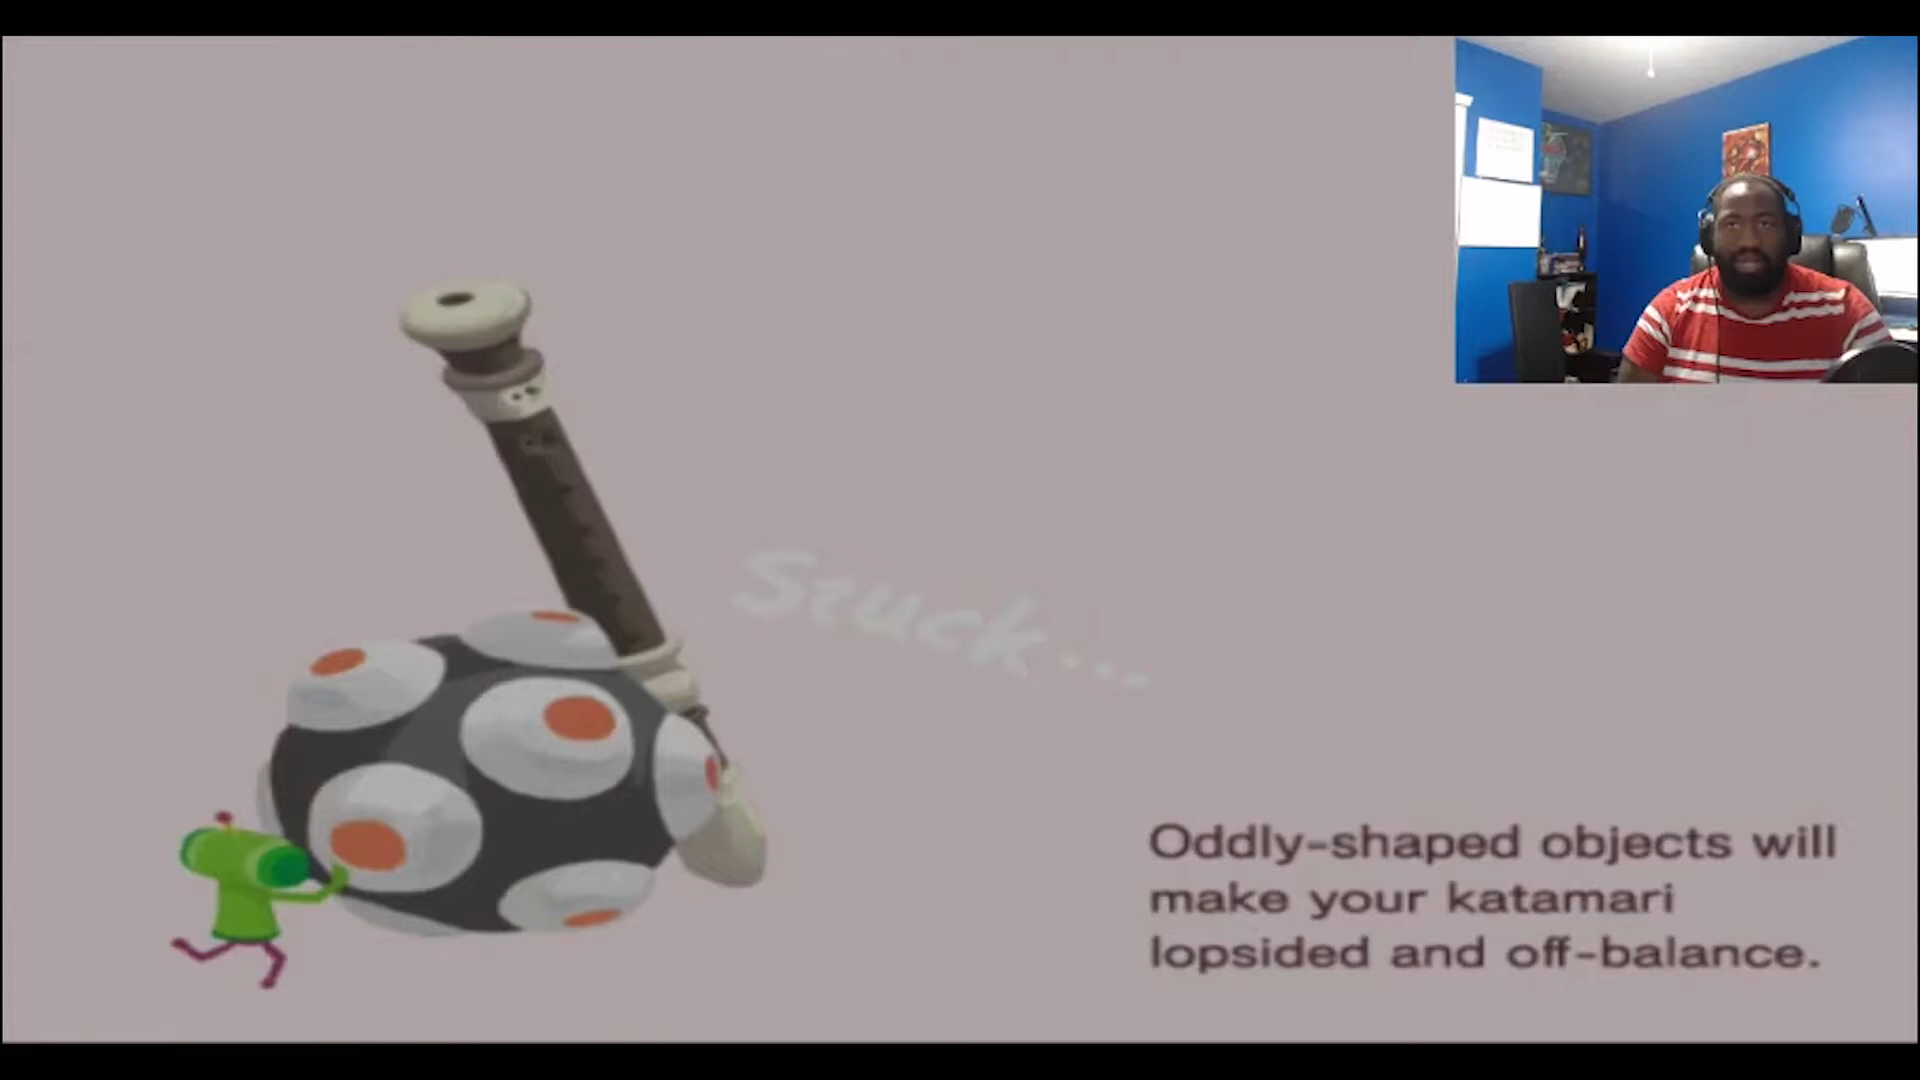 Stuck...
Oddly-shaped objects will
make your katamari
lopsided and off-balance.